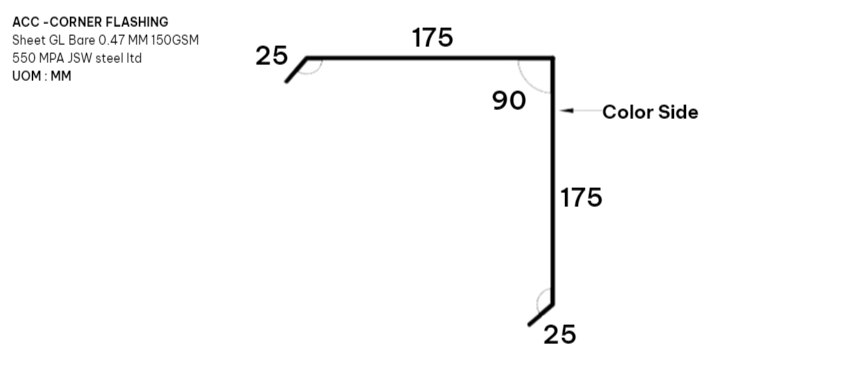 ACC -CORNER FLASHING
Sheet GL Bare 0.47 MM 150GSM
550 MPA JSW steel ltd
UOM : MM
175
25
90
Color Side
175
25